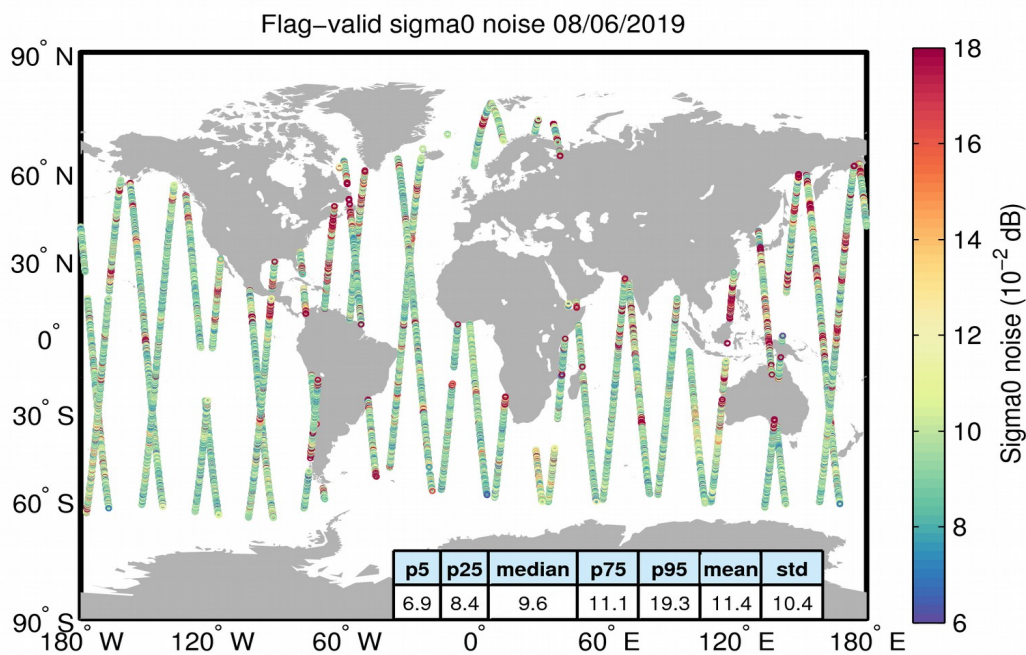 Flag−valid sigma0 noise 08/06/2019
90° N
60° N
30° N
0°
30° S
60° S
90° S
180° W
120° W
60° W
0°
60° E
120° E
180° E
p5 p25 median p75 p95 mean std
6.9 8.4 9.6 11.1 19.3 11.4 10.4
18
16
14
12
10
8
6
Sigma0 noise (10⁻² dB)